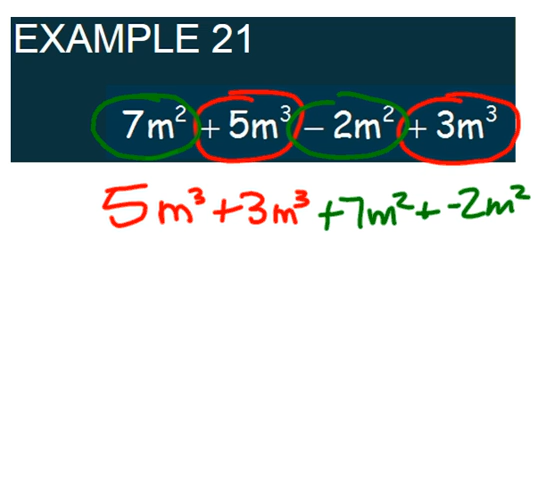 EXAMPLE 21
7m² + 5m³ – 2m² + 3m³
5m³+3m³+7m²+-2m²